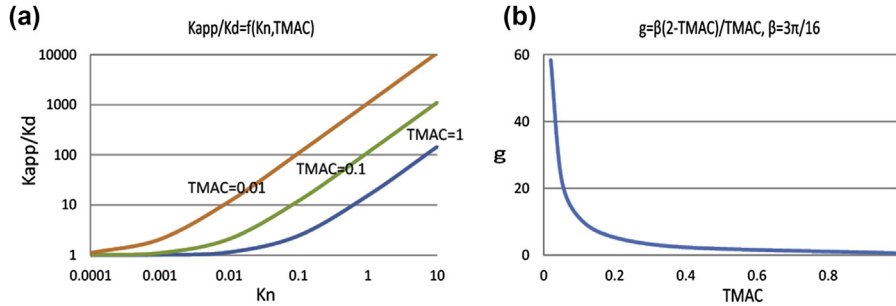 (a)
Kapp/Kd=f(Kn,TMAC)
Kapp/Kd
10000
1000
100
10
1
TMAC=0.01
TMAC=0.1
TMAC=1
0.0001
0.001
0.01
0.1
1
10
Kn
(b)
g=β(2-TMAC)/TMAC, β=3π/16
g
60
40
20
0
0
0.2
0.4
0.6
0.8
TMAC